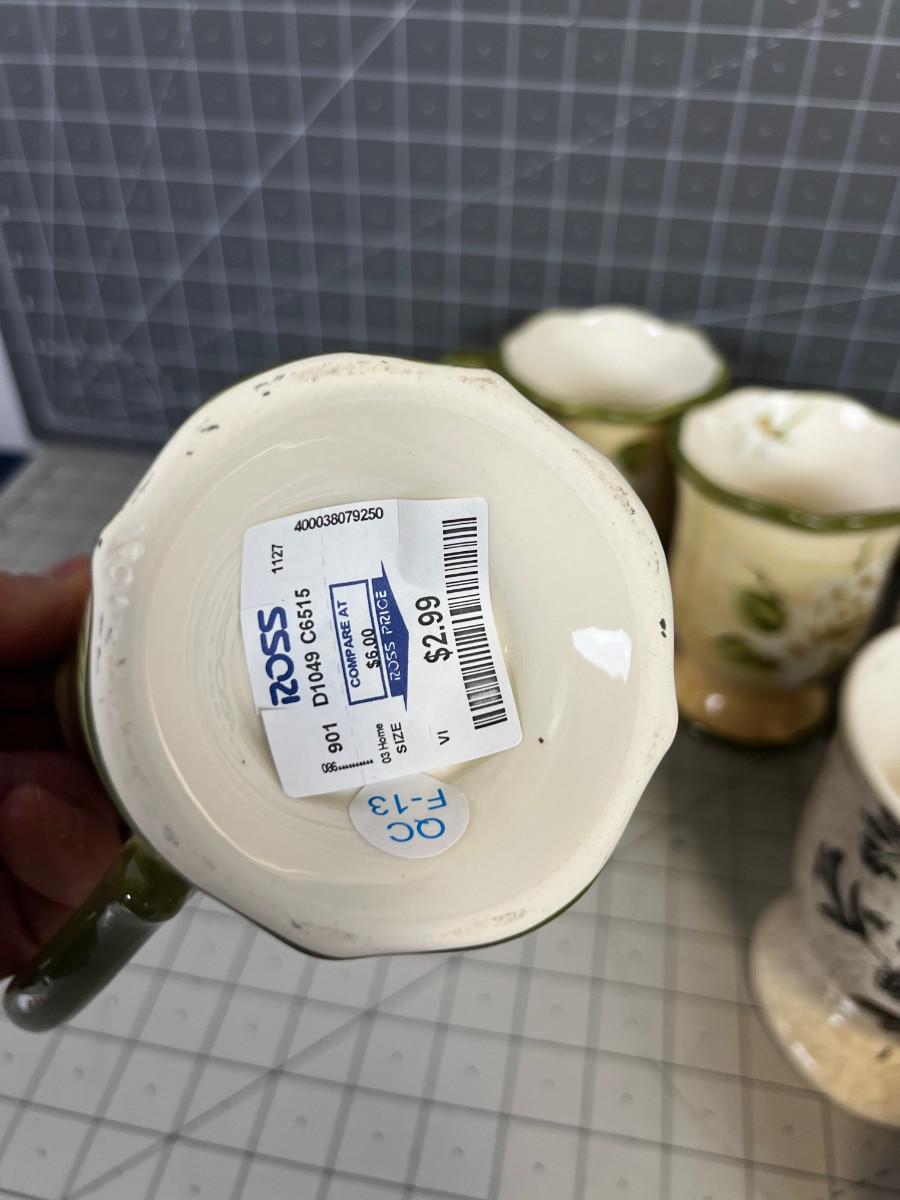 400038079250
1127
ROSS
D1049 C6515
COMPARE AT
$6.00
ROSS PRICE
$2.99
901
03 Home
SIZE
VI
QC
F-13